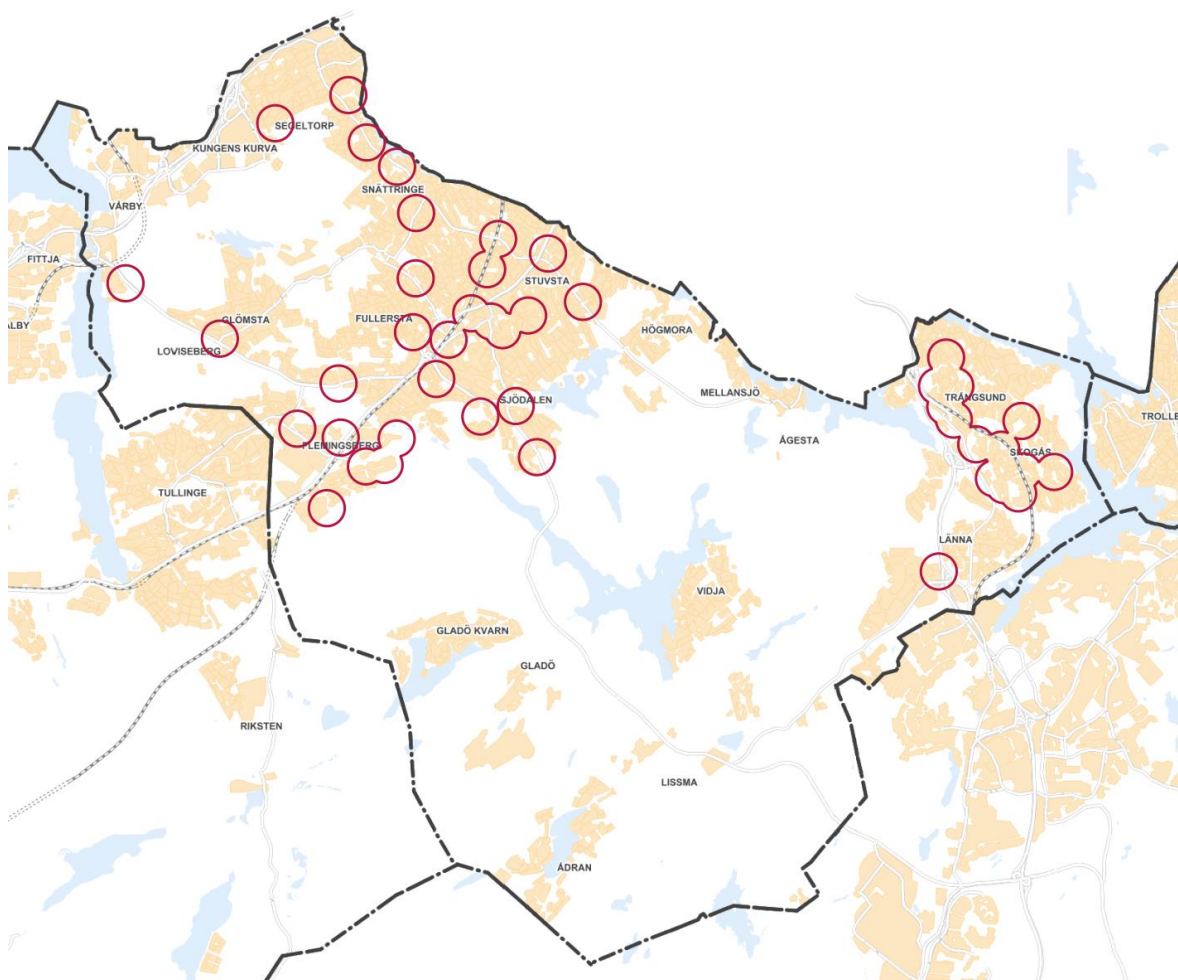 SEGELTORP
KUNGENS KURVA
SNÄTTRINGE
VÅRBY
FITTJA
STUVSTA
GLÖMSTA
FULLERSTA
ALBY
HÖGMORA
LOVISEBERG
MELLANSJÖ
TRÅNGSUND
SJÖDALEN
TROLLE
ÅGESTA
FLEMINGSBERG
SKOGÅS
TULLINGE
LÄNNA
VIDJA
GLADÖ KVARN
GLADÖ
RIKSTEN
LISSMA
ÅDRAN